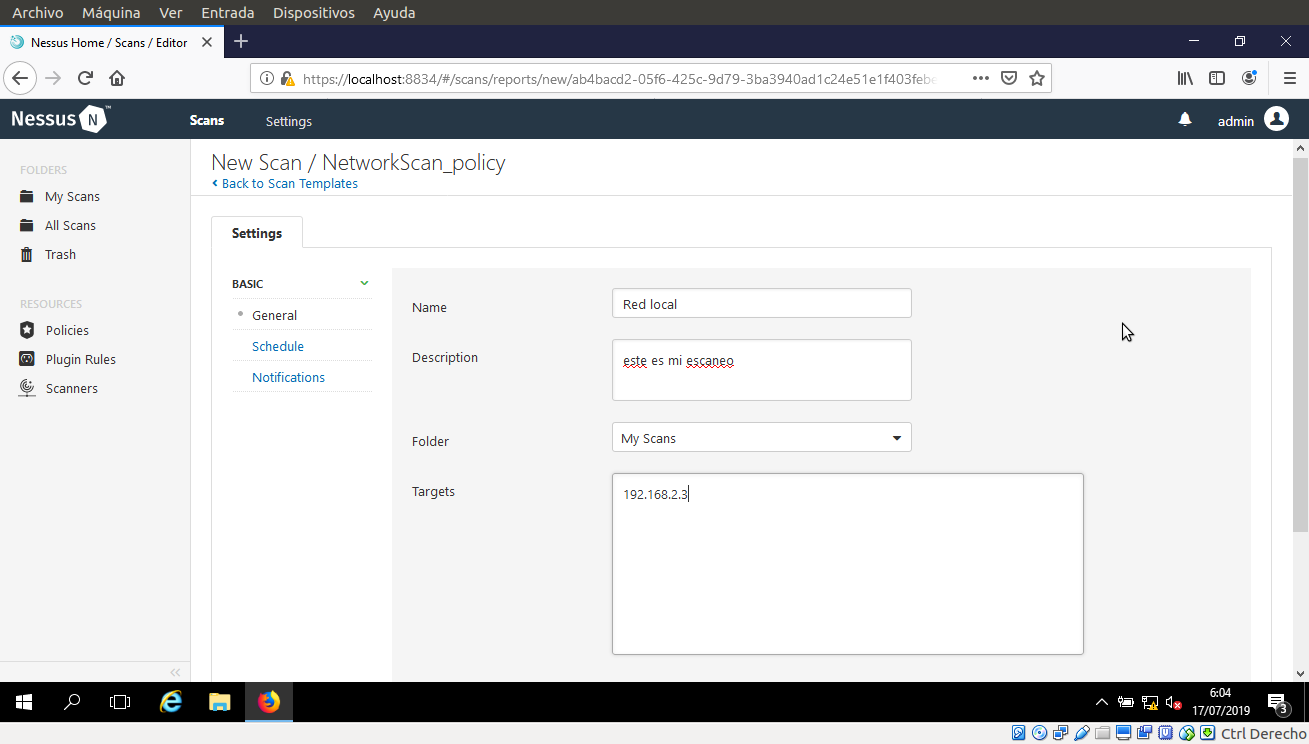 Archivo Máquina Ver Entrada Dispositivos Ayuda
Nessus Home / Scans / Editor
https://localhost:8834/#/scans/reports/new/ab4bacd2-05f6-425c-9d79-3ba3940ad1c24e51e1f403febe
Nessus N ™ Scans Settings admin
FOLDERS
My Scans
All Scans
Trash
RESOURCES
Policies
Plugin Rules
Scanners
New Scan / NetworkScan_policy
Back to Scan Templates
Settings
BASIC
General
Schedule
Notifications
Name Red local
Description este es mi escaneo
Folder My Scans
Targets 192.168.2.3
6:04
17/07/2019
3
Ctrl Derecho